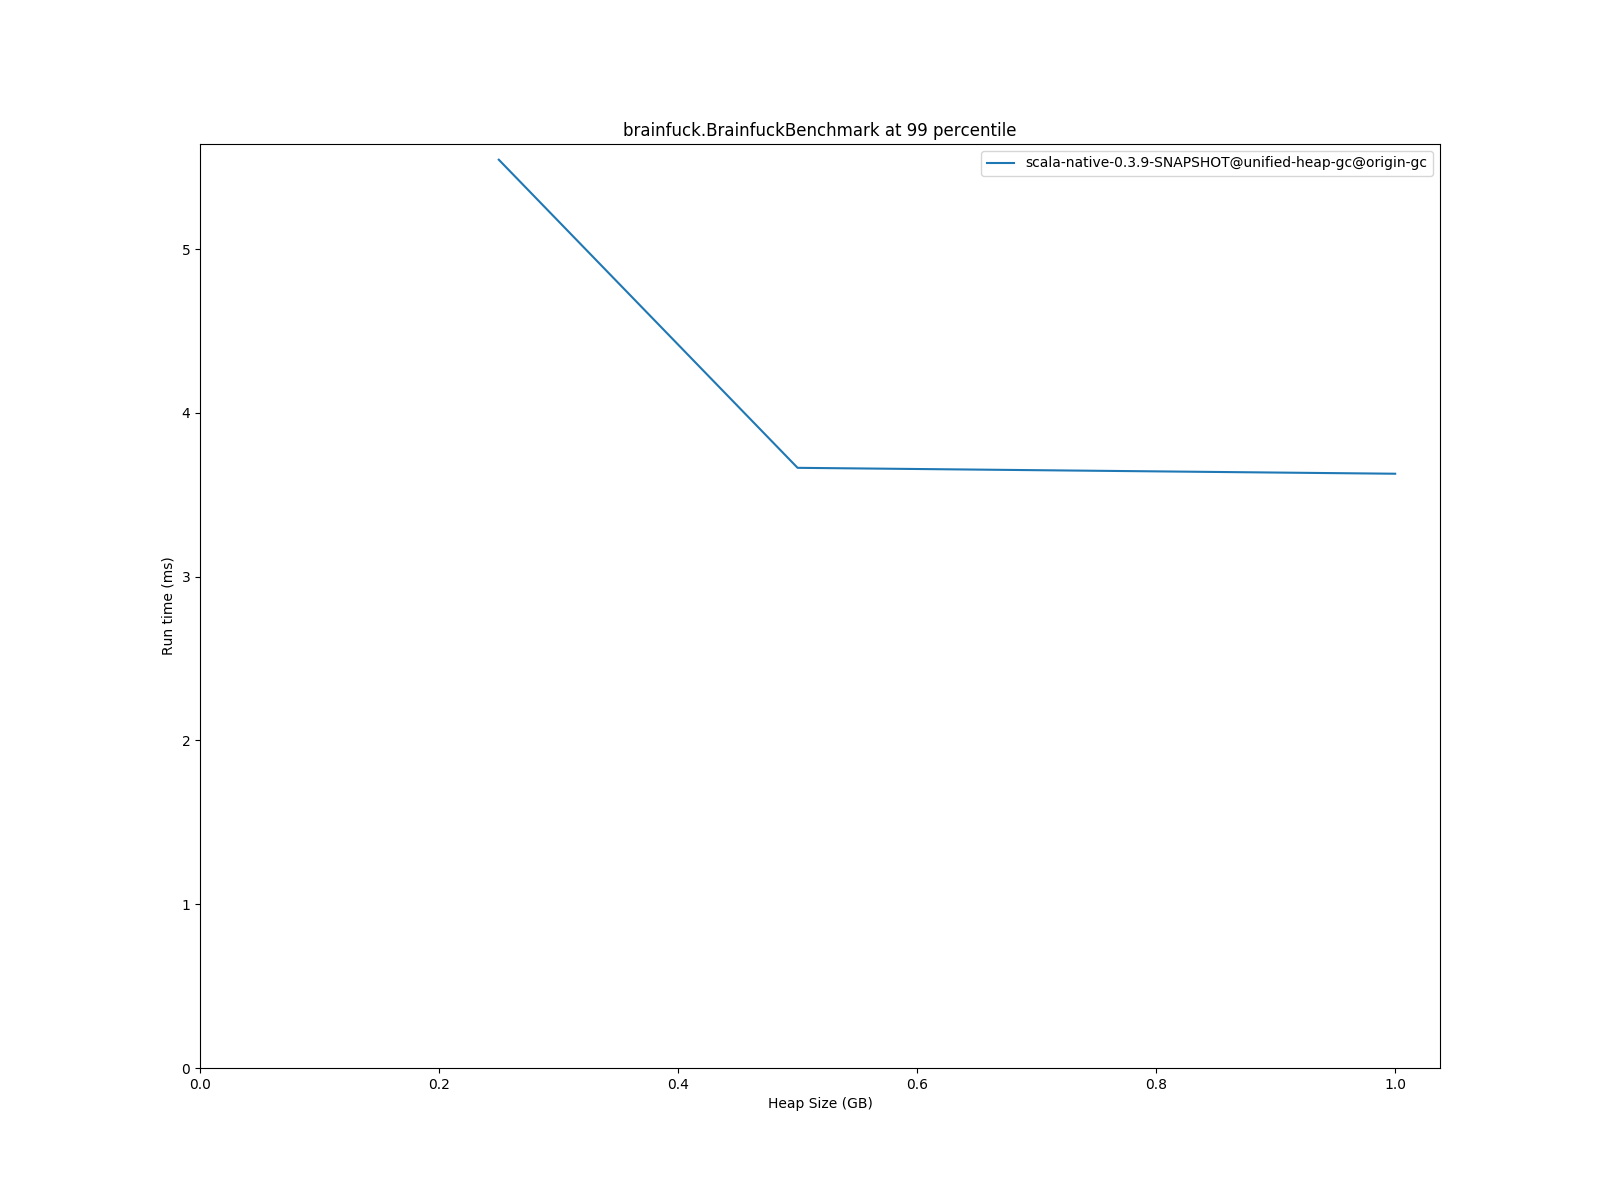 brainfuck.BrainfuckBenchmark at 99 percentile
scala-native-0.3.9-SNAPSHOT@unified-heap-gc@origin-gc
5
4
3
2
1
0
Run time (ms)
0.0 0.2 0.4 0.6 0.8 1.0
Heap Size (GB)